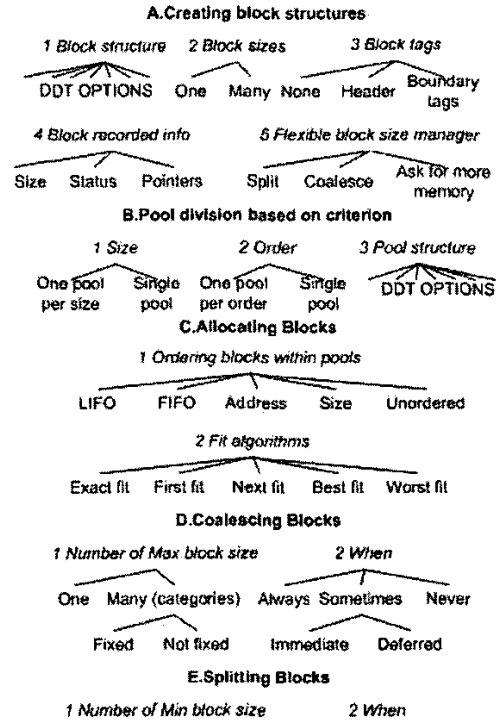 A.Creating block structures
1 Block structure 2 Block sizes 3 Block tags
DDT OPTIONS One Many None Header Boundary tags
4 Block recorded info 5 Flexible block size manager
Size Status Pointers Split Coalesce Ask for more memory
B.Pool division based on criterion
1 Size 2 Order 3 Pool structure
One pool per size Single pool One pool per order Single pool DDT OPTIONS
C.Allocating Blocks
1 Ordering blocks within pools
LIFO FIFO Address Size Unordered
2 Fit algorithms
Exact fit First fit Next fit Best fit Worst fit
D.Coalescing Blocks
1 Number of Max block size 2 When
One Many (categories) Always Sometimes Never
Fixed Not fixed Immediate Deferred
E.Splitting Blocks
1 Number of Min block size 2 When